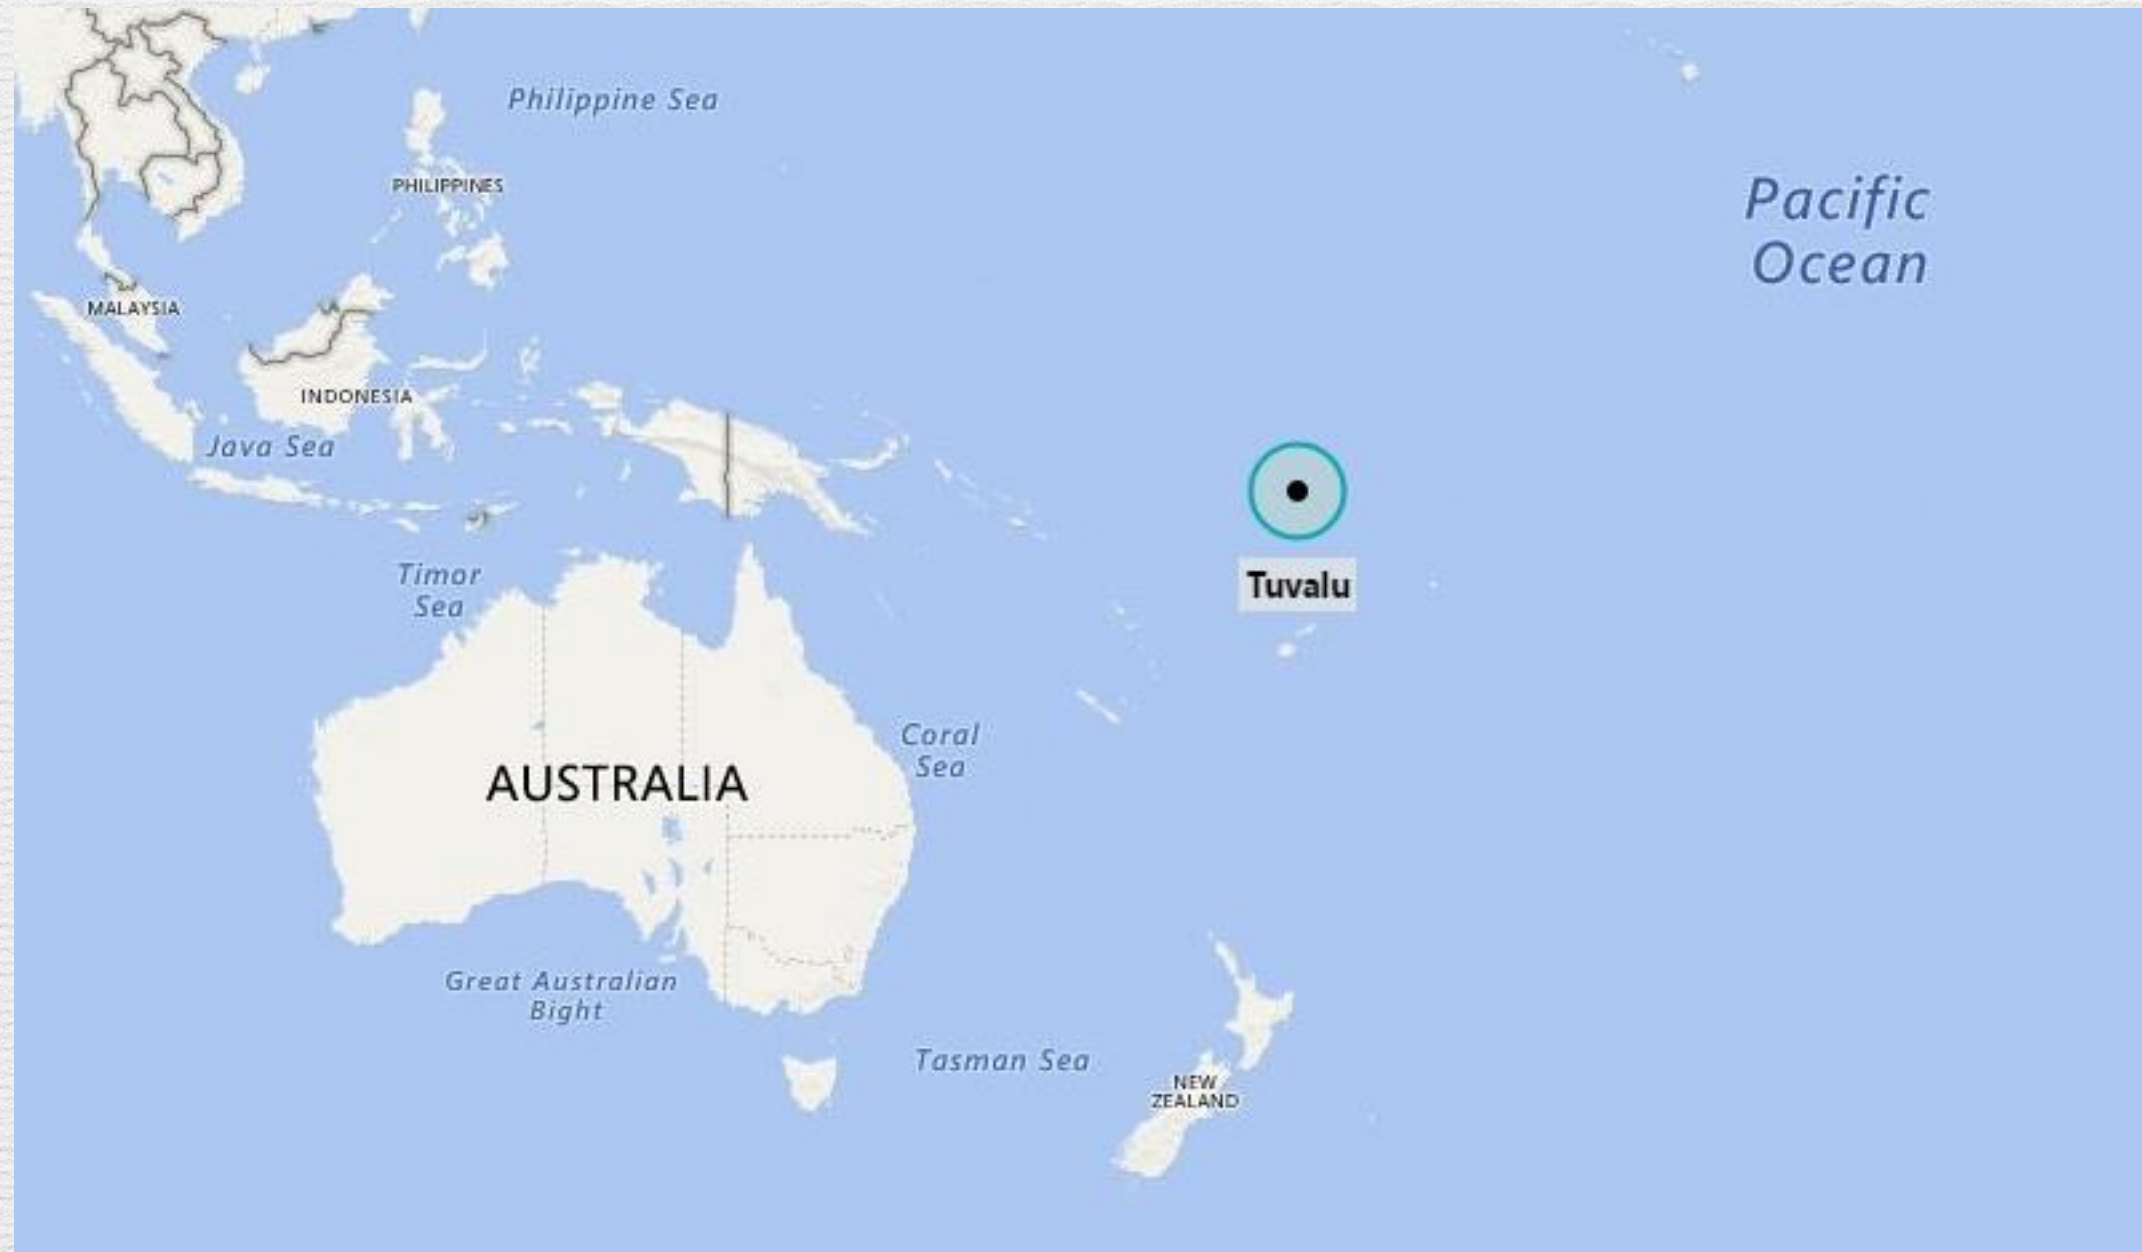 Philippine Sea
PHILIPPINES
Pacific
Ocean
MALAYSIA
INDONESIA
Java Sea
Tuvalu
Timor
Sea
Coral
Sea
AUSTRALIA
Great Australian
Bight
Tasman Sea
NEW
ZEALAND